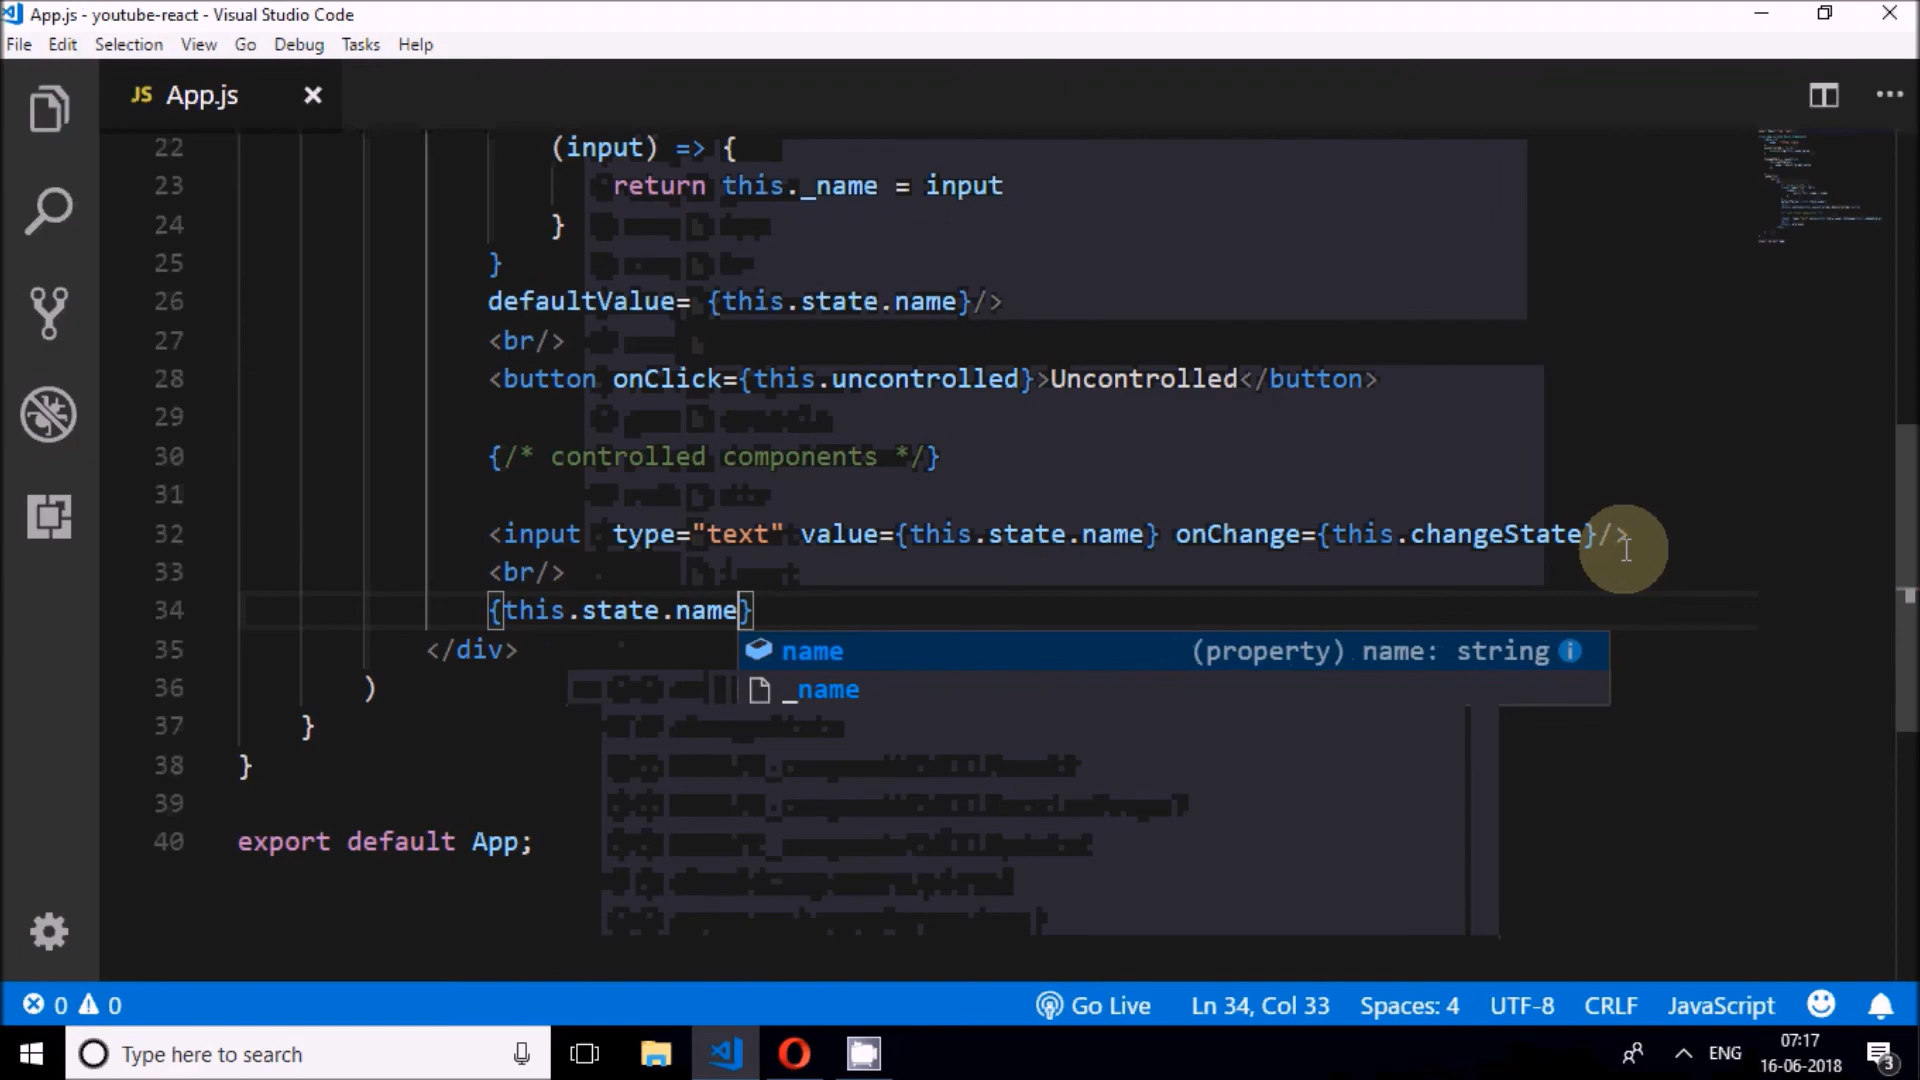 App.js - youtube-react - Visual Studio Code
File Edit Selection View Go Debug Tasks Help
JS App.js
22 (input) => {
23 return this._name = input
24 }
25 }
26 defaultValue= {this.state.name}/>
27 <br/>
28 <button onClick={this.uncontrolled}>Uncontrolled</button>
29
30 {/* controlled components */}
31
32 <input  type="text" value={this.state.name} onChange={this.changeState}/>
33 <br/>
34 {this.state.name}
35 </div>
name (property) name: string
_name
36 )
37 }
38 }
39
40 export default App;
0 0 Go Live Ln 34, Col 33 Spaces: 4 UTF-8 CRLF JavaScript
Type here to search ENG 07:17
16-06-2018 3